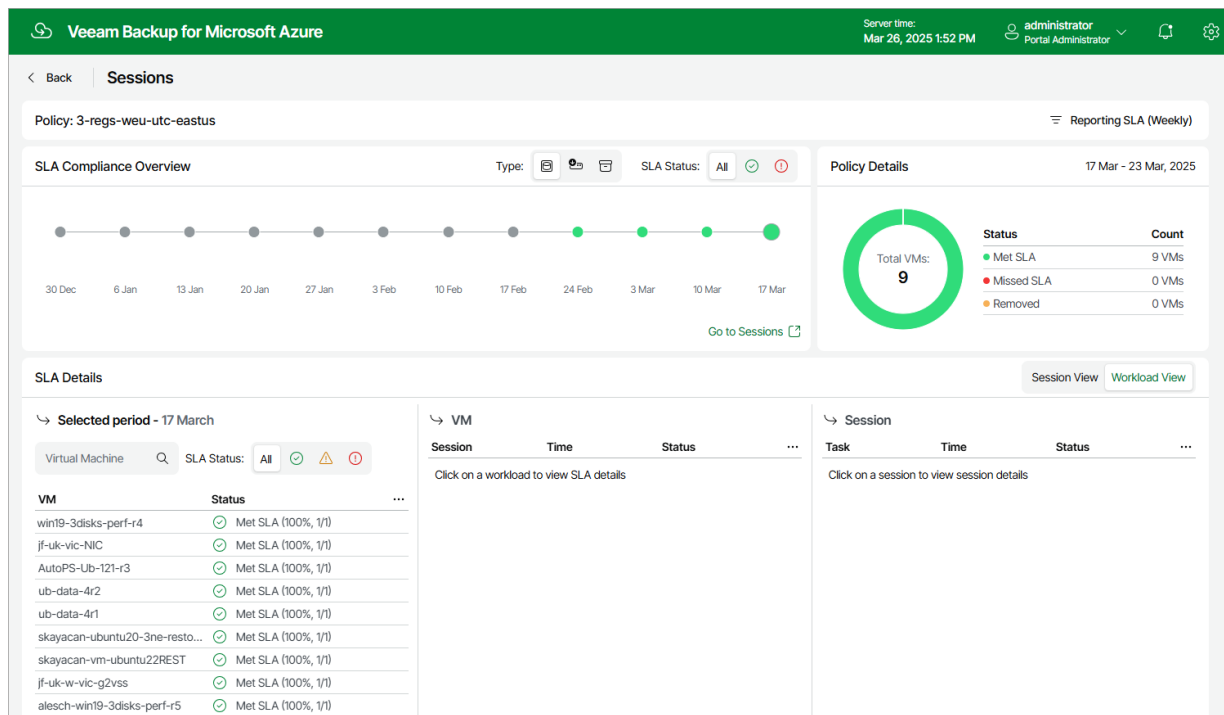 Veeam Backup for Microsoft Azure
Server time:
Mar 26, 2025 1:52 PM
administrator
Portal Administrator
Back
Sessions
Policy: 3-regs-weu-utc-eastus
Reporting SLA (Weekly)
SLA Compliance Overview
Type:
SLA Status: All
30 Dec 6 Jan 13 Jan 20 Jan 27 Jan 3 Feb 10 Feb 17 Feb 24 Feb 3 Mar 10 Mar 17 Mar
Go to Sessions
Policy Details
17 Mar - 23 Mar, 2025
Total VMs:
9
Status Count
Met SLA 9 VMs
Missed SLA 0 VMs
Removed 0 VMs
SLA Details
Session View Workload View
Selected period - 17 March
Virtual Machine SLA Status: All
VM Status ...
win19-3disks-perf-r4 Met SLA (100%, 1/1)
jf-uk-vic-NIC Met SLA (100%, 1/1)
AutoPS-Ub-121-r3 Met SLA (100%, 1/1)
ub-data-4r2 Met SLA (100%, 1/1)
ub-data-4r1 Met SLA (100%, 1/1)
skayacan-ubuntu20-3ne-resto... Met SLA (100%, 1/1)
skayacan-vm-ubuntu22REST Met SLA (100%, 1/1)
jf-uk-w-vic-g2vss Met SLA (100%, 1/1)
alesch-win19-3disks-perf-r5 Met SLA (100%, 1/1)
VM
Session Time Status ...
Click on a workload to view SLA details
Session
Task Time Status ...
Click on a session to view session details